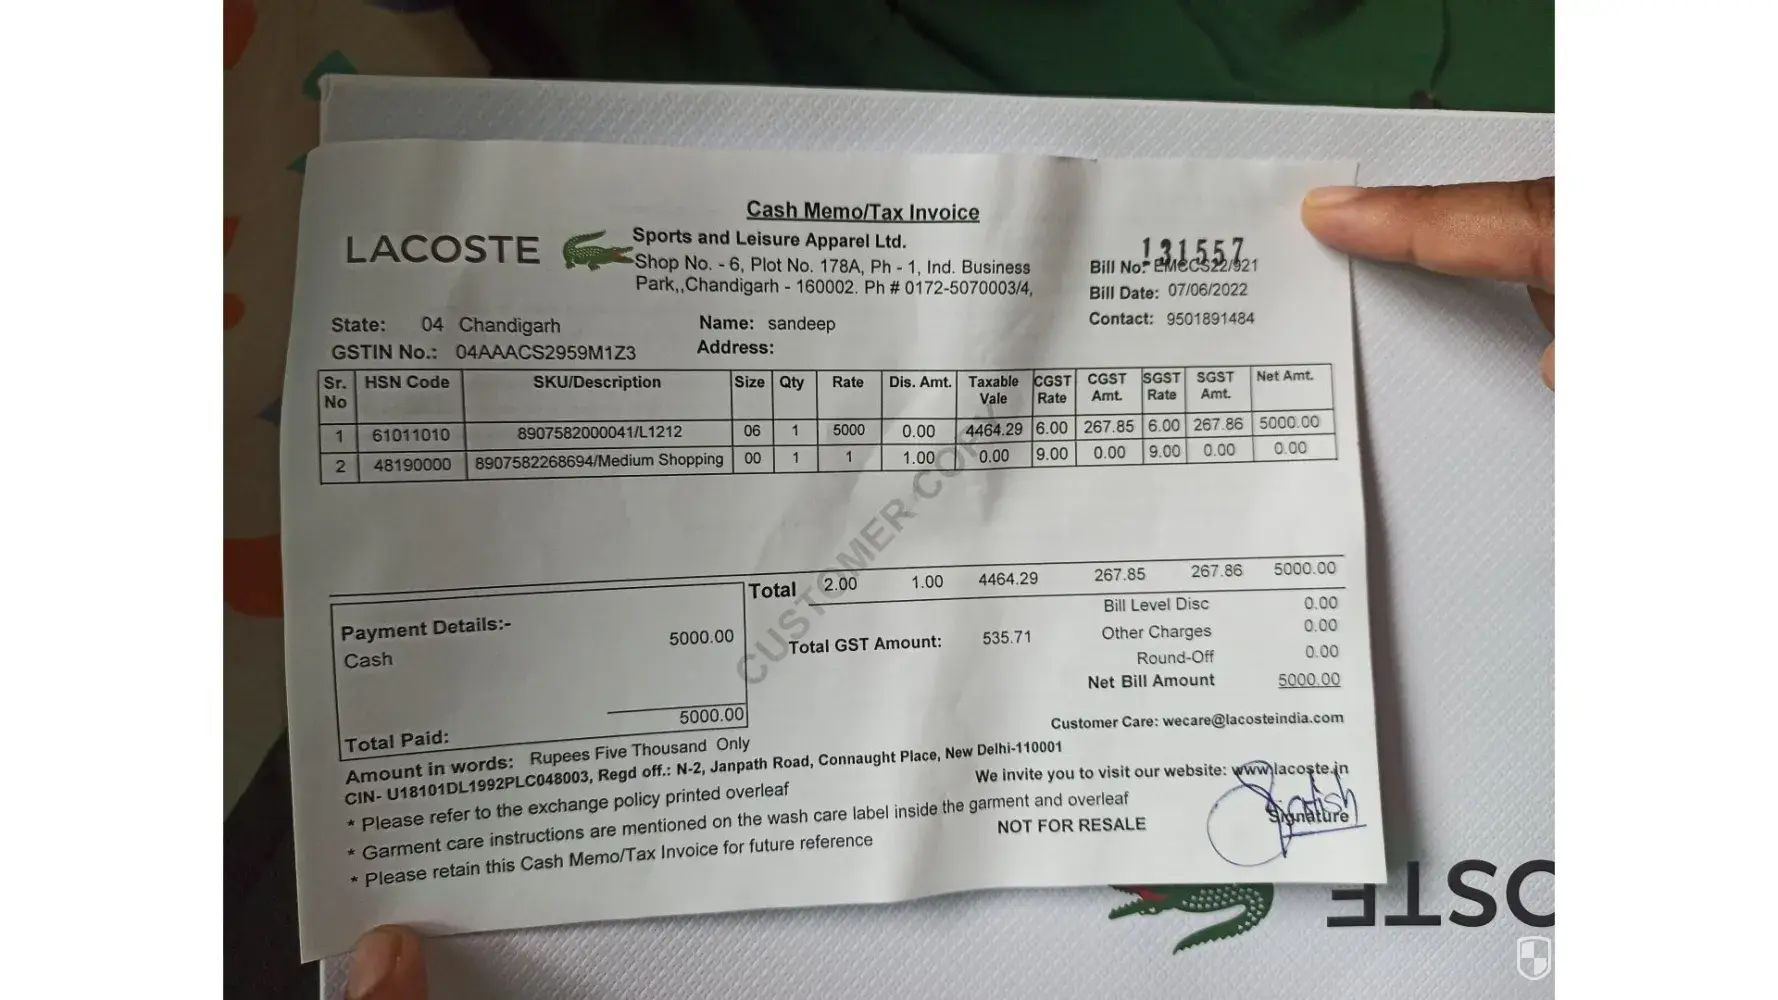 Cash Memo/Tax Invoice
LACOSTE
Sports and Leisure Apparel Ltd.
Shop No. - 6, Plot No. 178A, Ph - 1, Ind. Business
Park,,Chandigarh - 160002. Ph # 0172-5070003/4,
131557
Bill No: EMCCS22/921
Bill Date: 07/06/2022
Contact: 9501891484
State: 04 Chandigarh
GSTIN No.: 04AAACS2959M1Z3
Name: sandeep
Address:
Sr. No HSN Code SKU/Description Size Qty Rate Dis. Amt. Taxable Vale CGST Rate CGST Amt. SGST Rate SGST Amt. Net Amt.
1 61011010 8907582000041/L1212 06 1 5000 0.00 4464.29 6.00 267.85 6.00 267.86 5000.00
2 48190000 8907582268694/Medium Shopping 00 1 1 1.00 0.00 9.00 0.00 9.00 0.00 0.00
CUSTOMER COPY
Total 2.00 1.00 4464.29 267.85 267.86 5000.00
Payment Details:-
Cash 5000.00
5000.00
Total Paid:
Total GST Amount: 535.71
Bill Level Disc 0.00
Other Charges 0.00
Round-Off 0.00
Net Bill Amount 5000.00
Customer Care: wecare@lacosteindia.com
Amount in words: Rupees Five Thousand Only
CIN- U18101DL1992PLC048003, Regd off.: N-2, Janpath Road, Connaught Place, New Delhi-110001
We invite you to visit our website: www.lacoste.in
* Please refer to the exchange policy printed overleaf
* Garment care instructions are mentioned on the wash care label inside the garment and overleaf
* Please retain this Cash Memo/Tax Invoice for future reference
NOT FOR RESALE
Signature